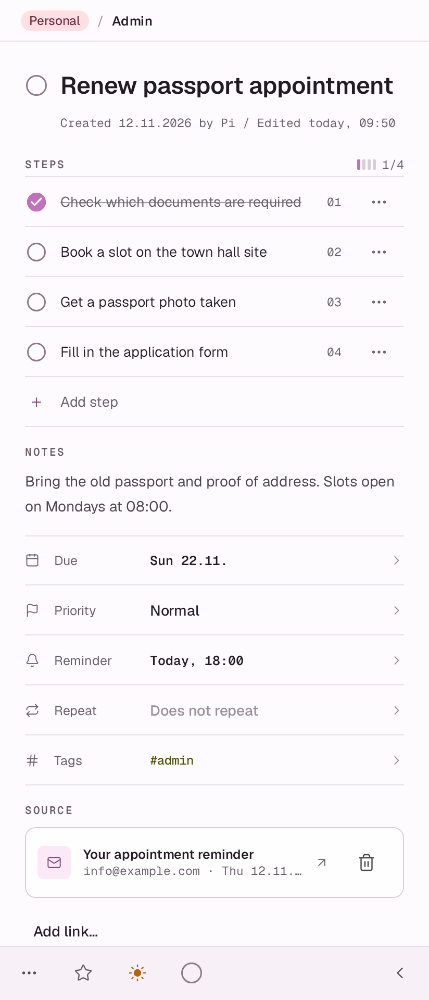 Personal / Admin
Renew passport appointment
Created 12.11.2026 by Pi / Edited today, 09:50
STEPS 1/4
Check which documents are required 01
Book a slot on the town hall site 02
Get a passport photo taken 03
Fill in the application form 04
+ Add step
NOTES
Bring the old passport and proof of address. Slots open
on Mondays at 08:00.
Due Sun 22.11.
Priority Normal
Reminder Today, 18:00
Repeat Does not repeat
Tags #admin
SOURCE
Your appointment reminder
info@example.com · Thu 12.11.…
Add link…